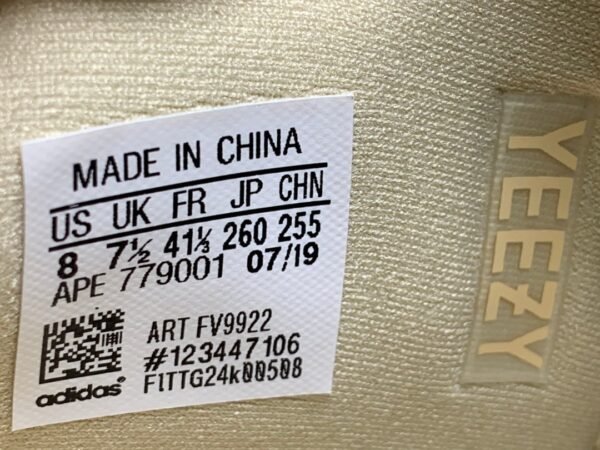 MADE IN CHINA
US UK FR JP CHN
8 7½ 41⅓ 260 255
APE 779001 07/19
ART FV9922
#123447106
adidas® FlTTG24k00508
YEEZY